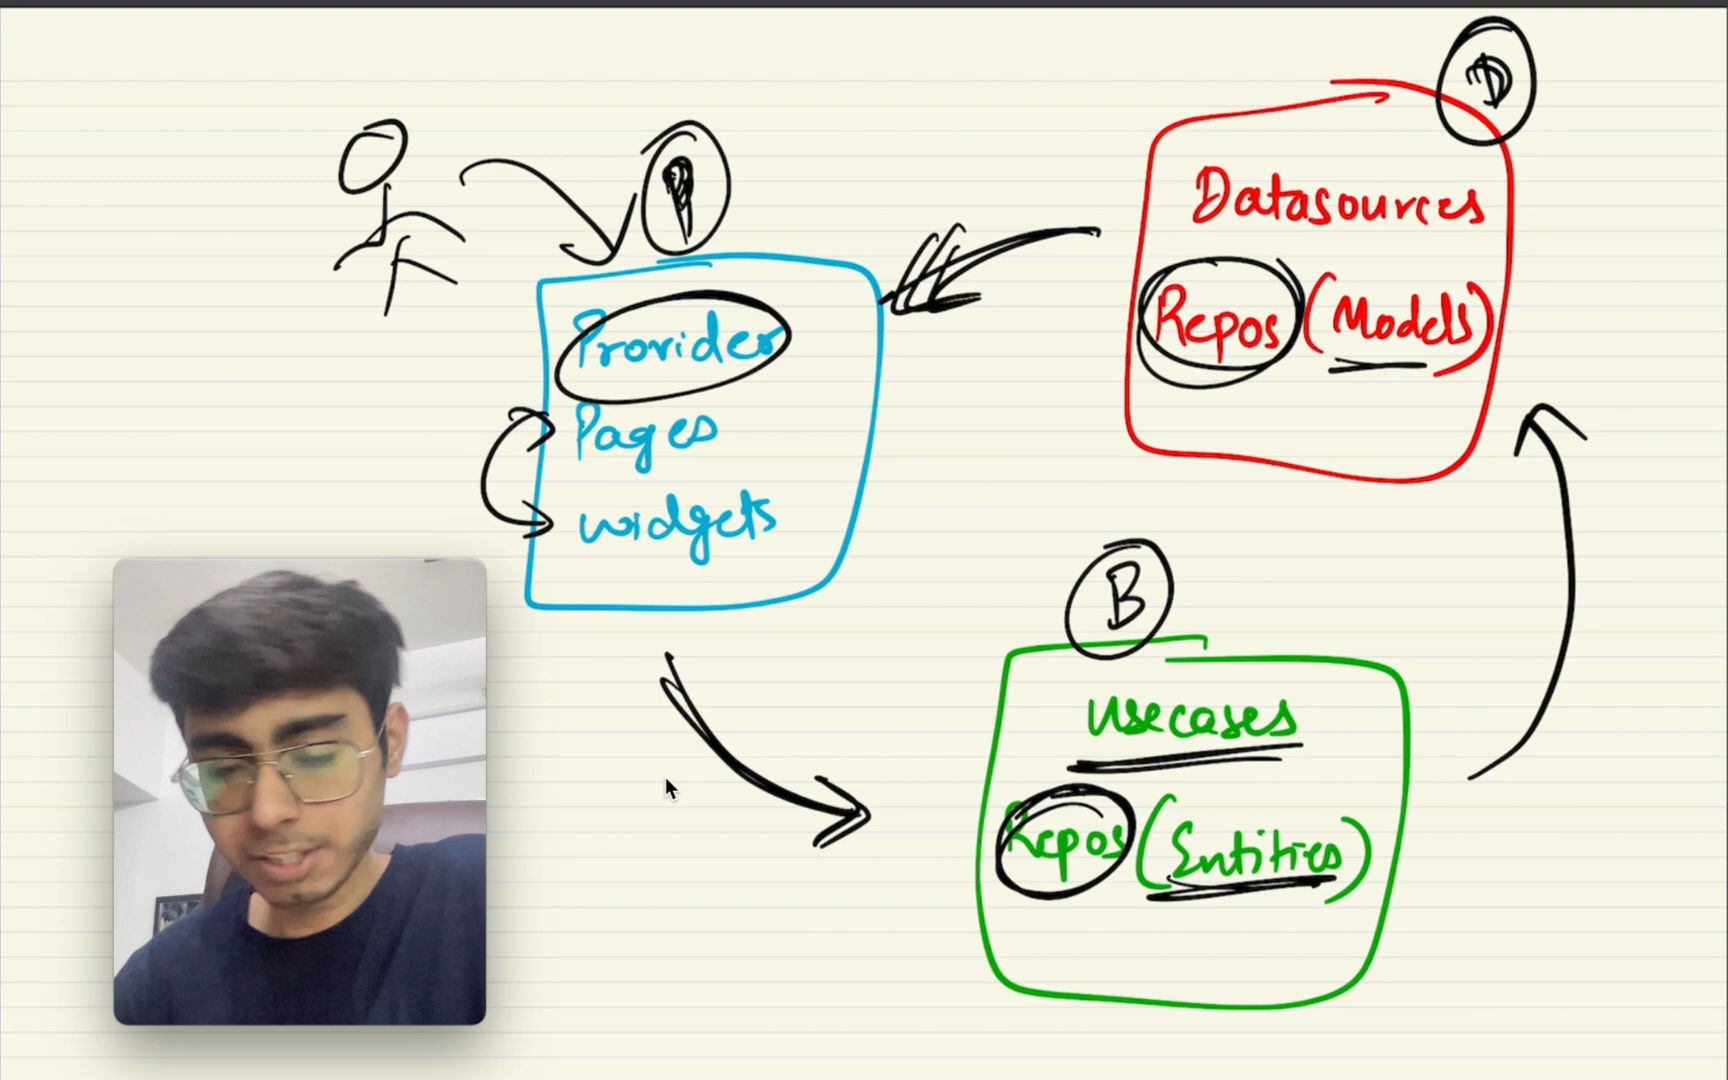 P
Provider
Pages
widgets
D
Datasources
Repos (Models)
B
usecases
Repos (Entities)